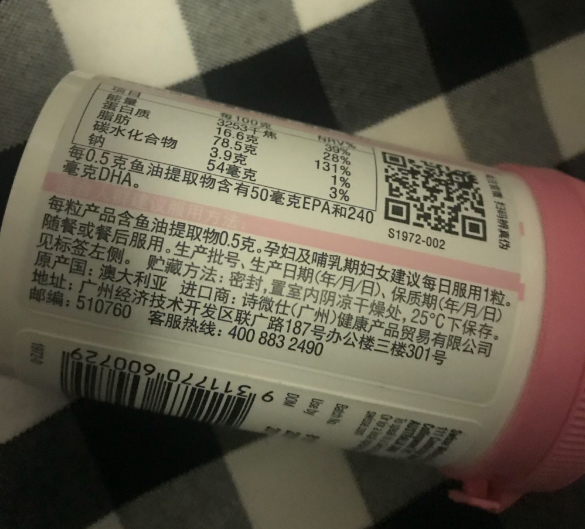 项目 每100克 NRV%
能量 3253千焦 39%
蛋白质 16.6克 28%
脂肪 78.5克 131%
碳水化合物 3.9克 1%
钠 54毫克 3%
每0.5克鱼油提取物含有50毫克EPA和240
毫克DHA。
每粒产品含鱼油提取物0.5克。孕妇及哺乳期妇女建议每日服用1粒。
随餐或餐后服用。生产批号、生产日期(年/月/日)、保质期(年/月/日)
见标签左侧。 贮藏方法：密封,置室内阴凉干燥处, 25°C下保存。
原产国：澳大利亚 进口商：诗微仕(广州)健康产品贸易有限公司
地址：广州经济技术开发区联广路187号办公楼三楼301号
邮编：510760 客服热线：400 883 2490
S1972-002
9 311770 600729
Batch No
Use by
DOM